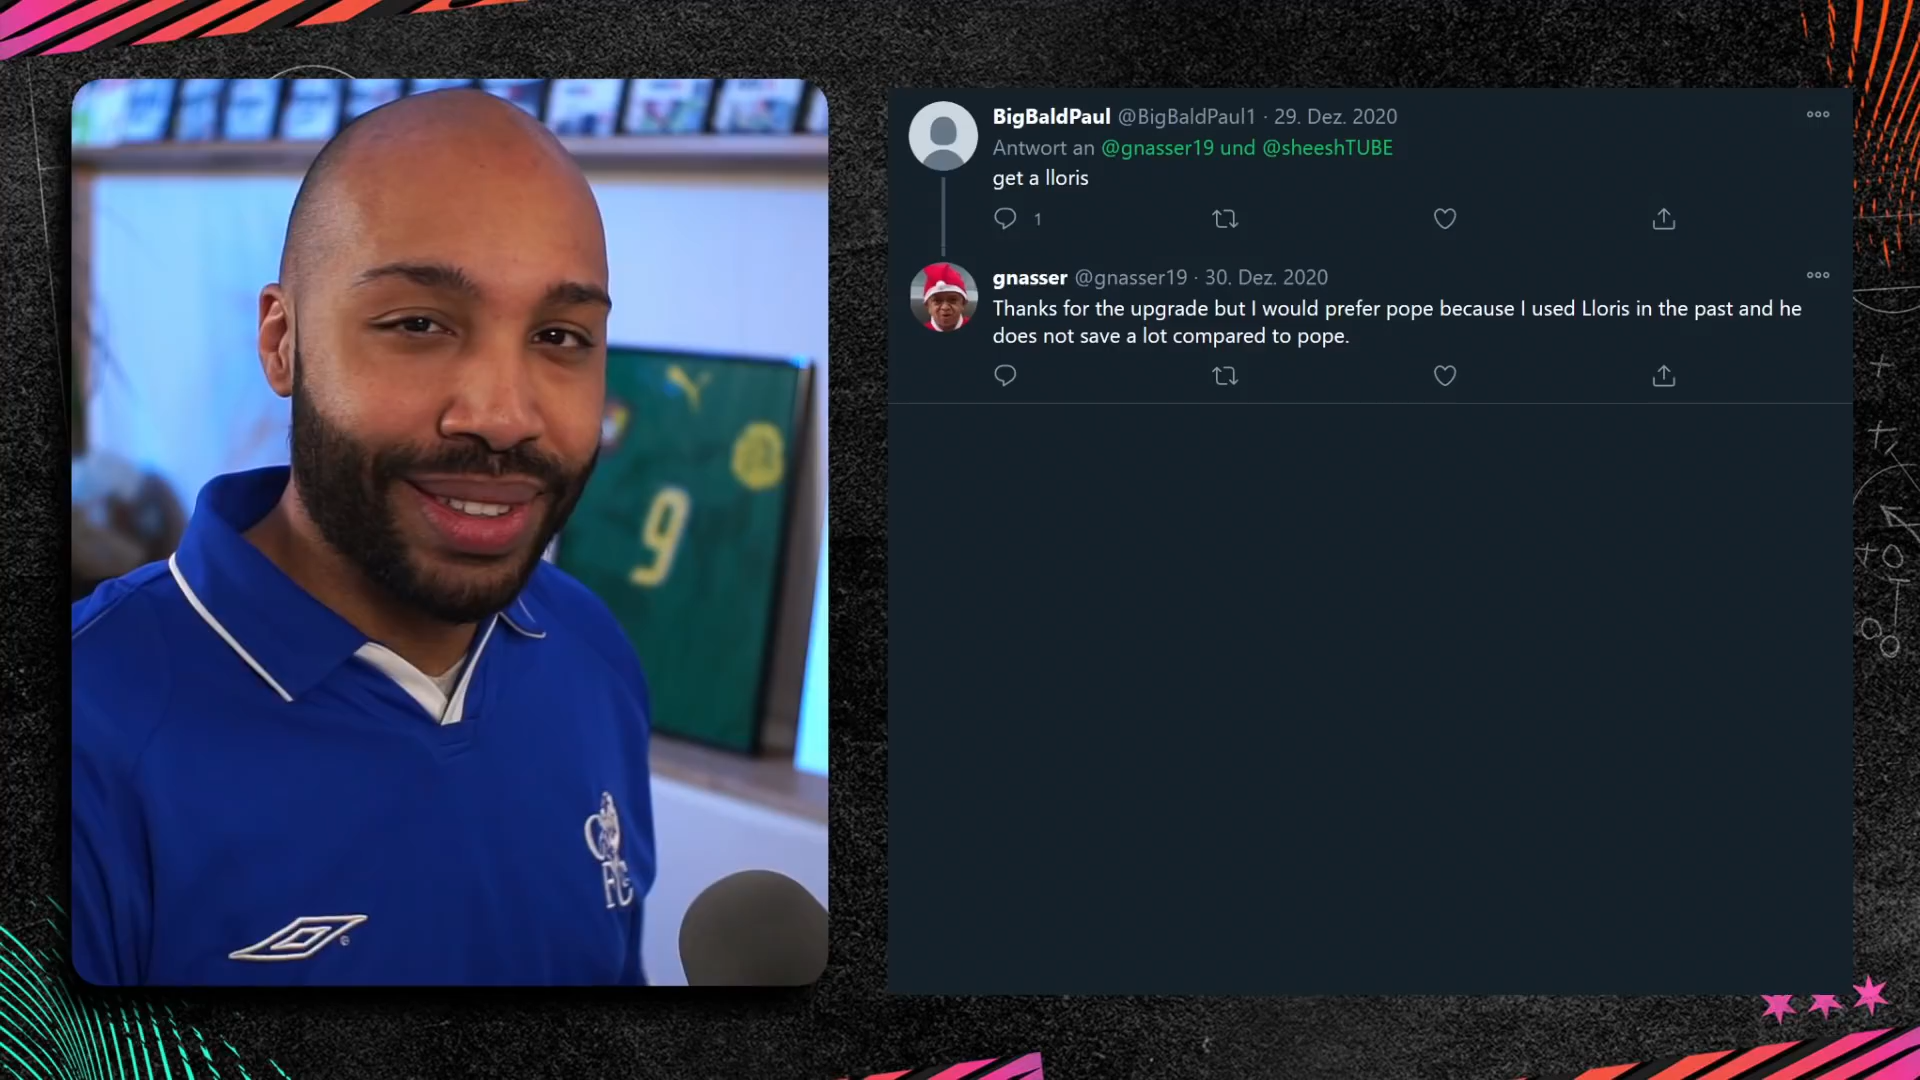 BigBaldPaul @BigBaldPaul1 · 29. Dez. 2020
Antwort an @gnasser19 und @sheeshTUBE
get a lloris
1
gnasser @gnasser19 · 30. Dez. 2020
Thanks for the upgrade but I would prefer pope because I used Lloris in the past and he
does not save a lot compared to pope.
9
CFC